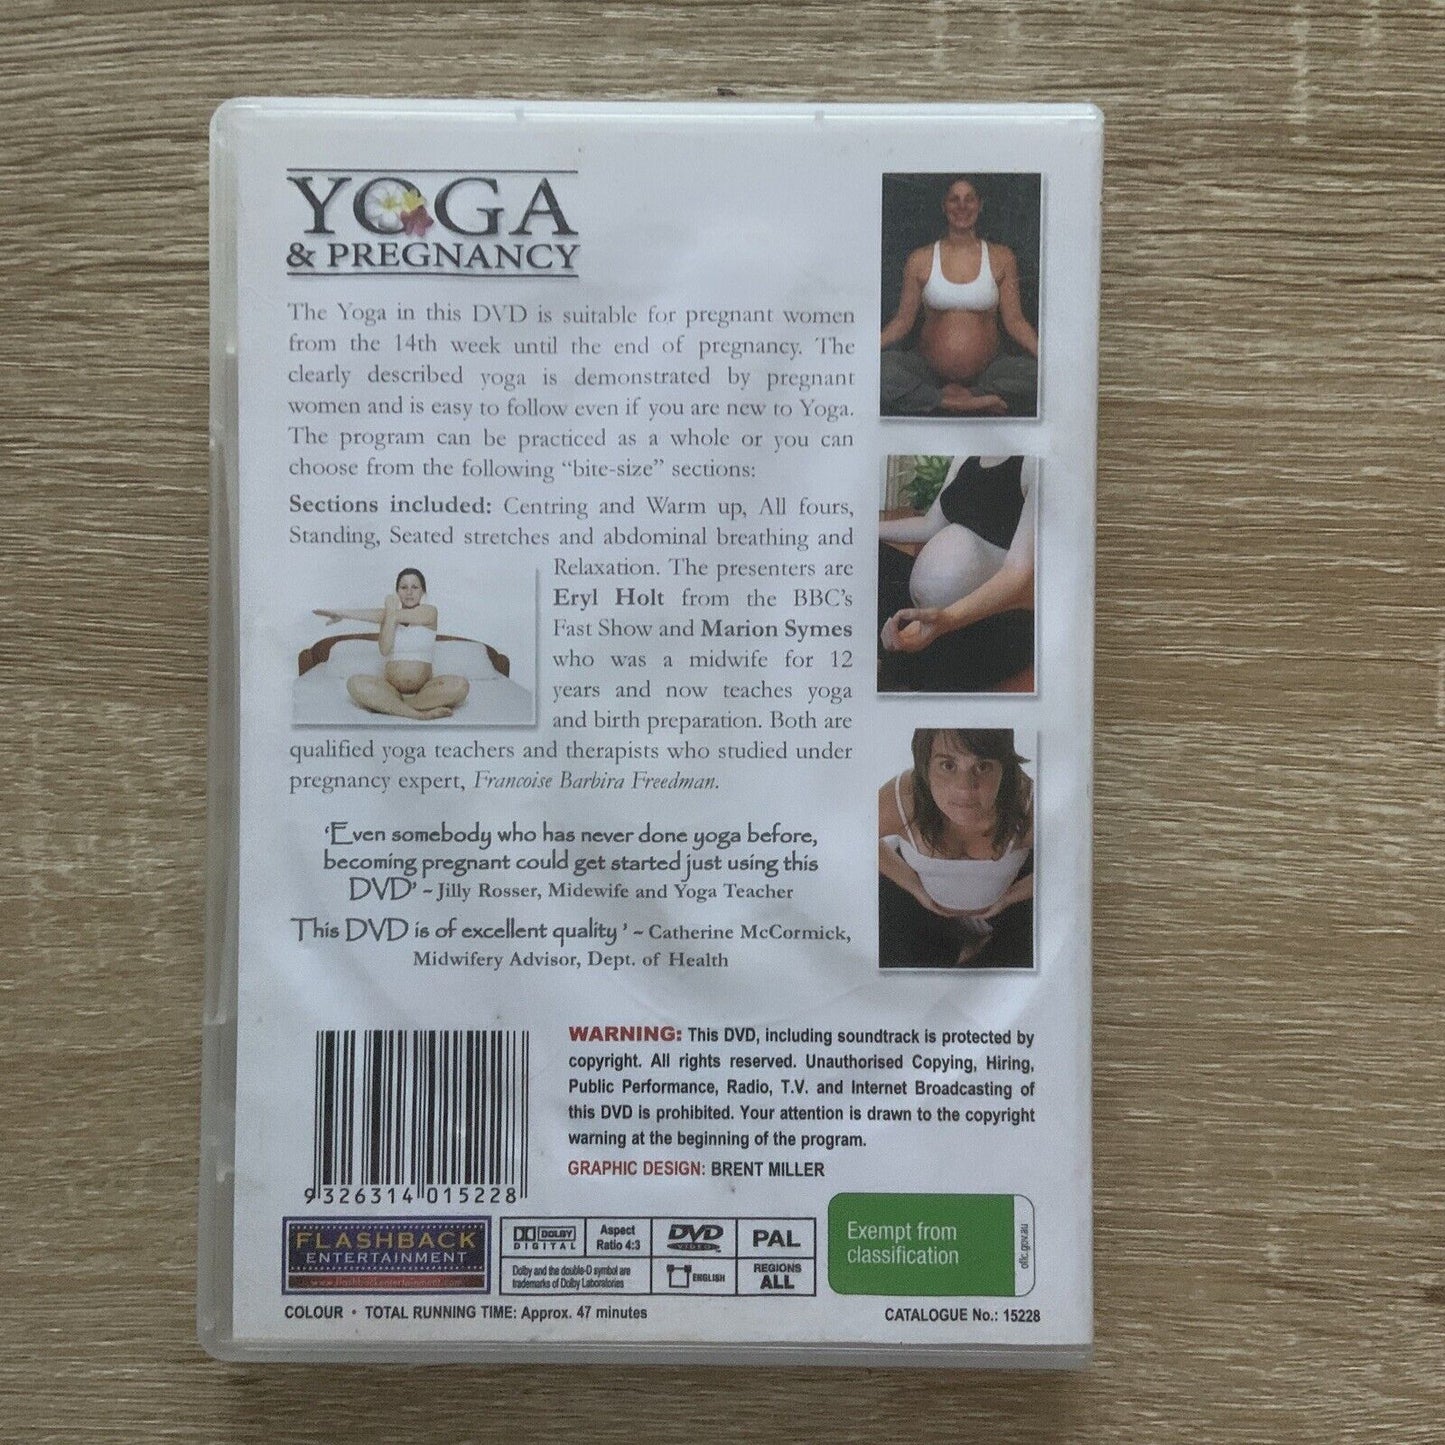 YOGA
& PREGNANCY
The Yoga in this DVD is suitable for pregnant women
from the 14th week until the end of pregnancy. The
clearly described yoga is demonstrated by pregnant
women and is easy to follow even if you are new to Yoga.
The program can be practiced as a whole or you can
choose from the following “bite-size” sections:
Sections included: Centring and Warm up, All fours,
Standing, Seated stretches and abdominal breathing and
Relaxation. The presenters are
Eryl Holt from the BBC's
Fast Show and Marion Symes
who was a midwife for 12
years and now teaches yoga
and birth preparation. Both are
qualified yoga teachers and therapists who studied under
pregnancy expert, Francoise Barbira Freedman.
‘Even somebody who has never done yoga before,
becoming pregnant could get started just using this
DVD’ ~ Jilly Rosser, Midewife and Yoga Teacher
This DVD is of excellent quality ’ ~ Catherine McCormick,
Midwifery Advisor, Dept. of Health
WARNING: This DVD, including soundtrack is protected by
copyright. All rights reserved. Unauthorised Copying, Hiring,
Public Performance, Radio, T.V. and Internet Broadcasting of
this DVD is prohibited. Your attention is drawn to the copyright
warning at the beginning of the program.
GRAPHIC DESIGN: BRENT MILLER
9 326314 015228
FLASHBACK
ENTERTAINMENT
www.flashbackentertainment.com
DOLBY
DIGITAL
Aspect
Ratio 4:3
DVD
VIDEO
PAL
Dolby and the double-D symbol are
trademarks of Dolby Laboratories
ENGLISH
REGIONS
ALL
Exempt from
classification
oflc.gov.au
COLOUR • TOTAL RUNNING TIME: Approx. 47 minutes
CATALOGUE No.: 15228